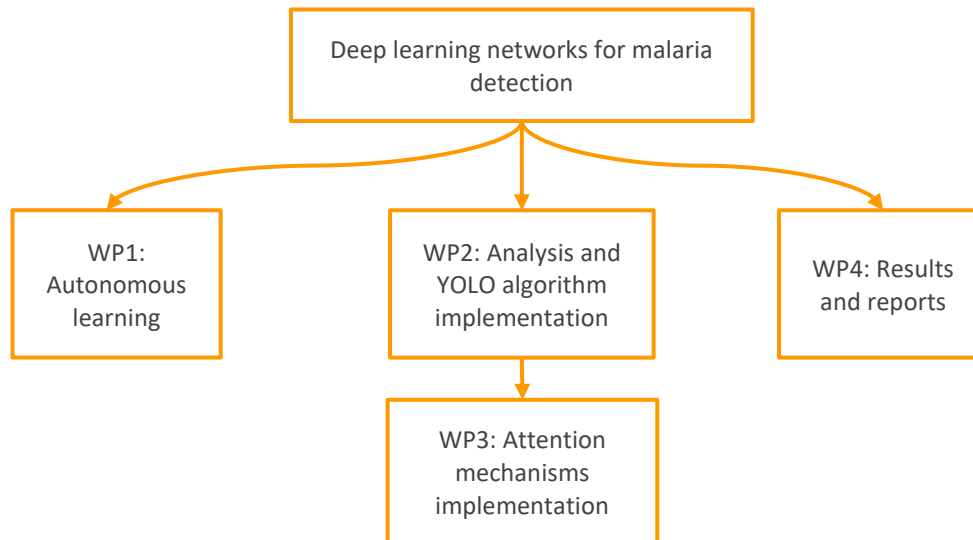 Deep learning networks for malaria
detection
WP1:
Autonomous
learning
WP2: Analysis and
YOLO algorithm
implementation
WP4: Results
and reports
WP3: Attention
mechanisms
implementation